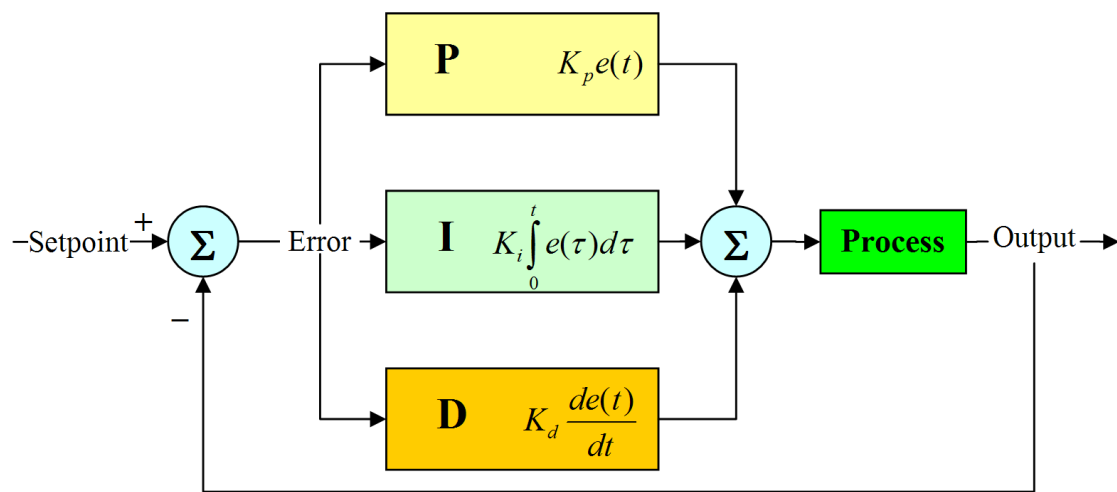 P K_p e(t)
+
–Setpoint
Σ
Error
I K_i ∫_0^t e(τ)dτ
Σ
Process
Output
−
D K_d de(t)/dt